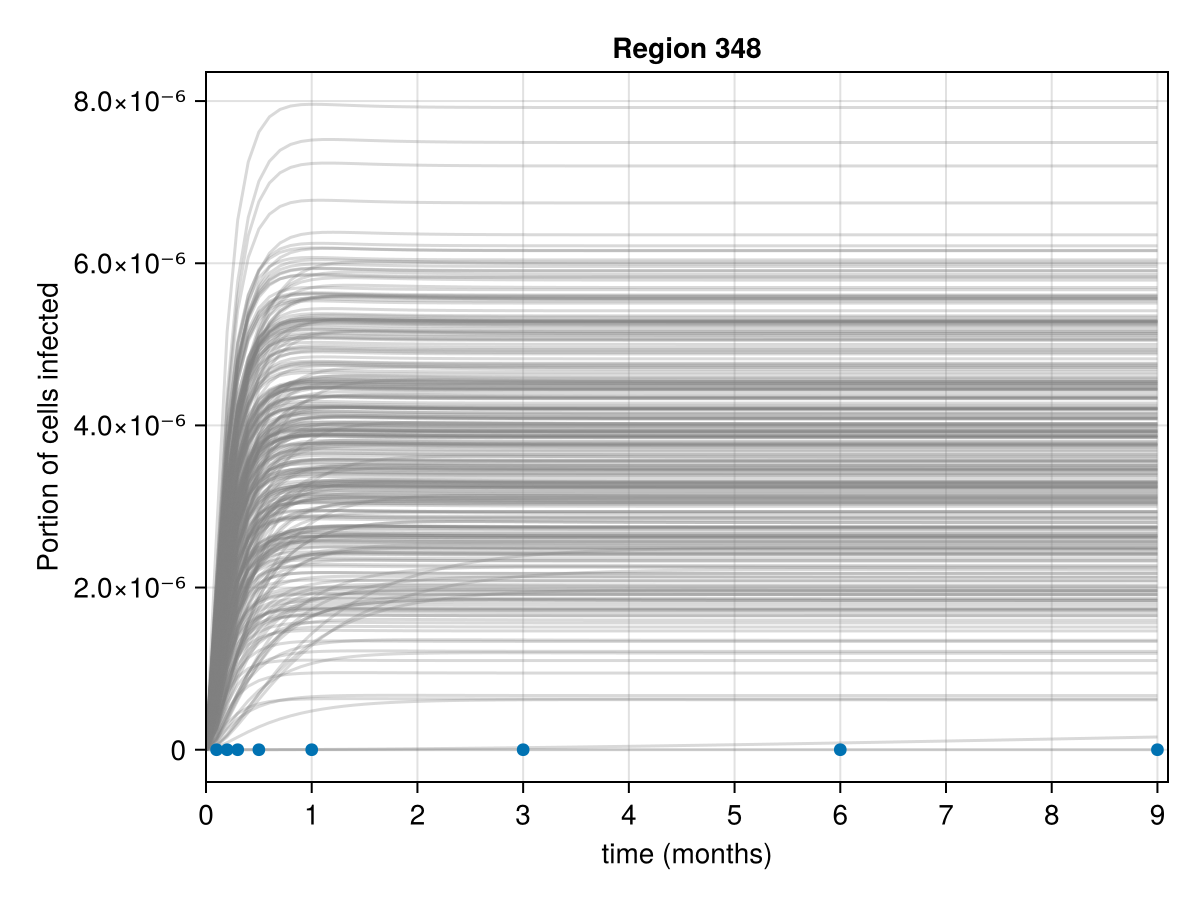 Region 348
8.0×10⁻⁶
6.0×10⁻⁶
4.0×10⁻⁶
2.0×10⁻⁶
0
Portion of cells infected
0 1 2 3 4 5 6 7 8 9
time (months)